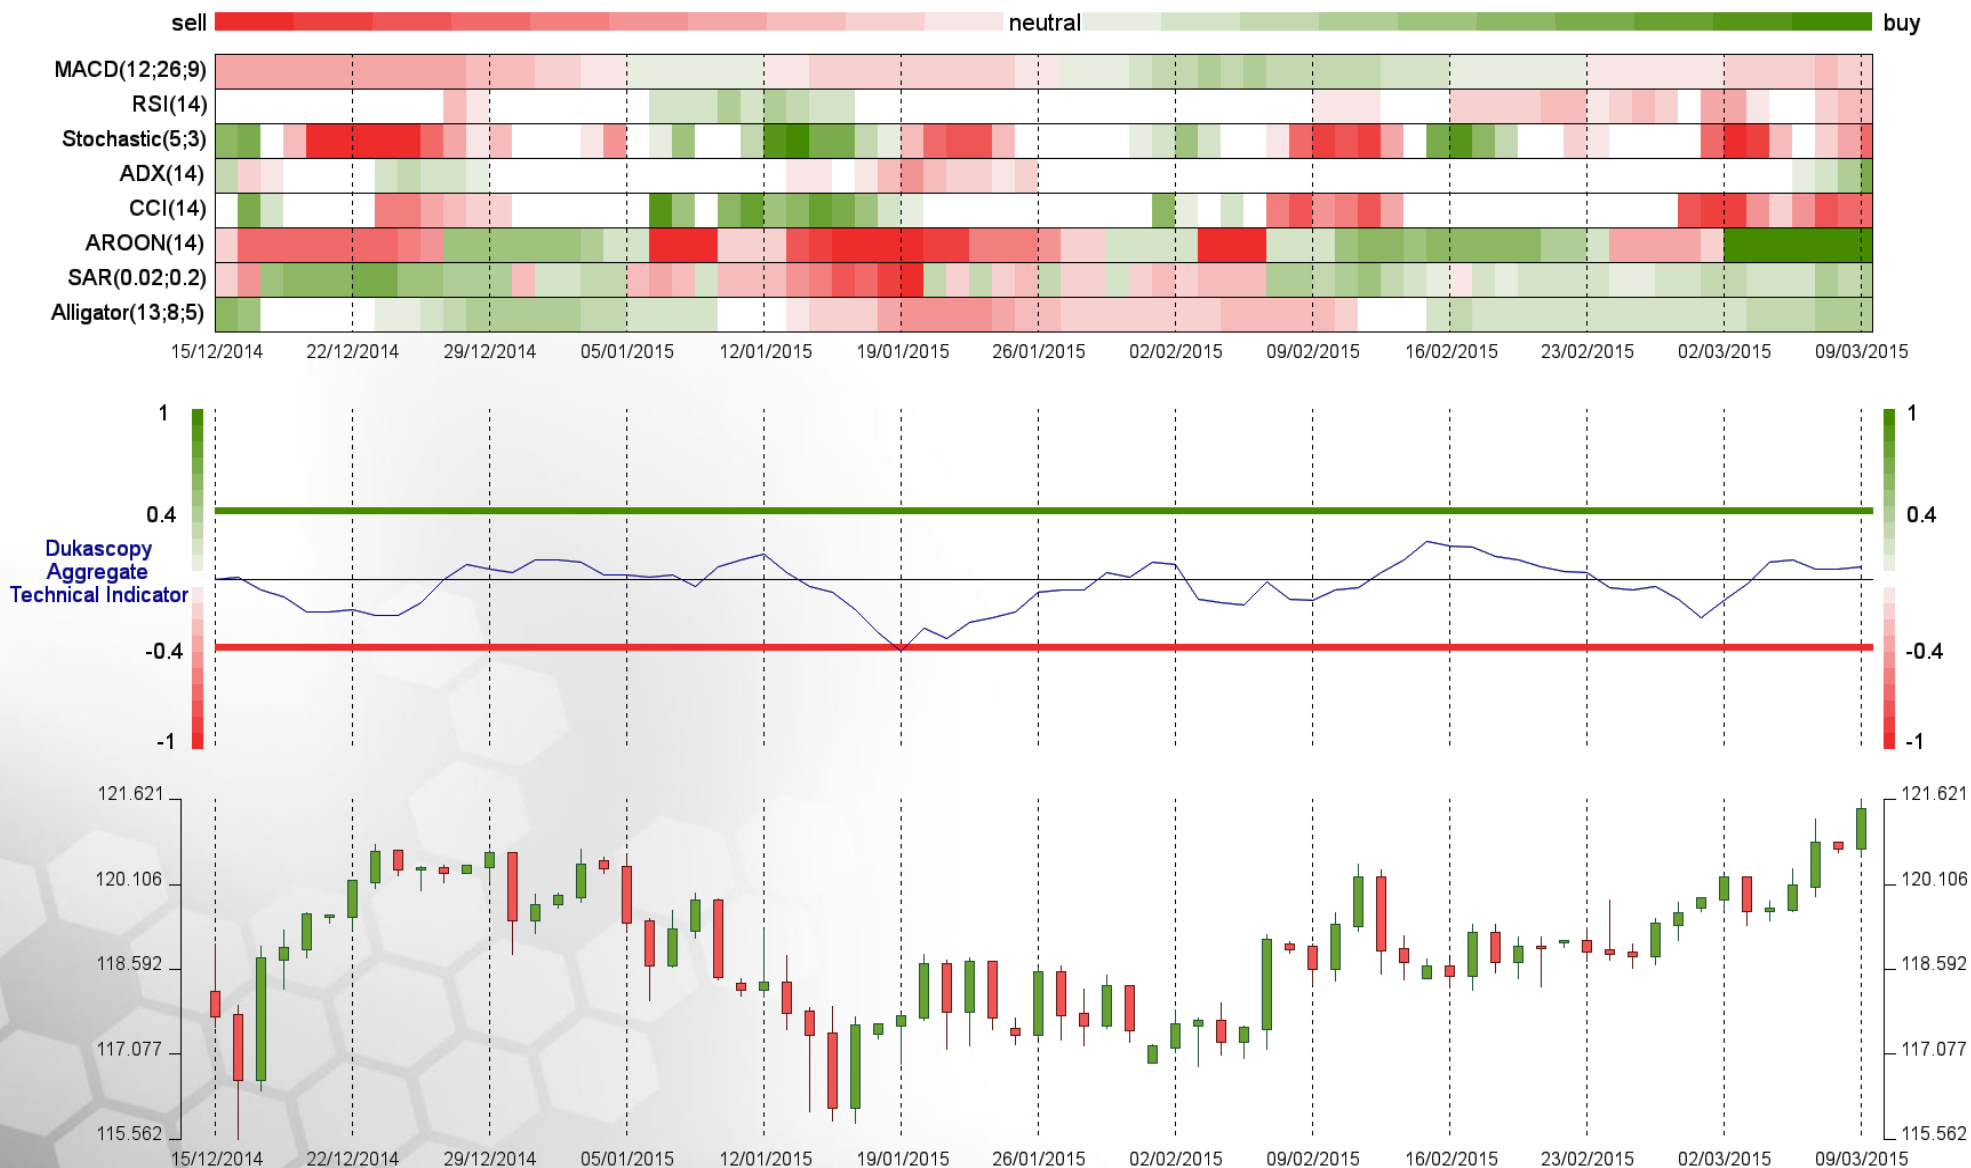 sell neutral buy
MACD(12;26;9)
RSI(14)
Stochastic(5;3)
ADX(14)
CCI(14)
AROON(14)
SAR(0.02;0.2)
Alligator(13;8;5)
15/12/2014 22/12/2014 29/12/2014 05/01/2015 12/01/2015 19/01/2015 26/01/2015 02/02/2015 09/02/2015 16/02/2015 23/02/2015 02/03/2015 09/03/2015
1 1
0.4 0.4
Dukascopy
Aggregate
Technical Indicator
-0.4 -0.4
-1 -1
121.621 121.621
120.106 120.106
118.592 118.592
117.077 117.077
115.562 115.562
15/12/2014 22/12/2014 29/12/2014 05/01/2015 12/01/2015 19/01/2015 26/01/2015 02/02/2015 09/02/2015 16/02/2015 23/02/2015 02/03/2015 09/03/2015